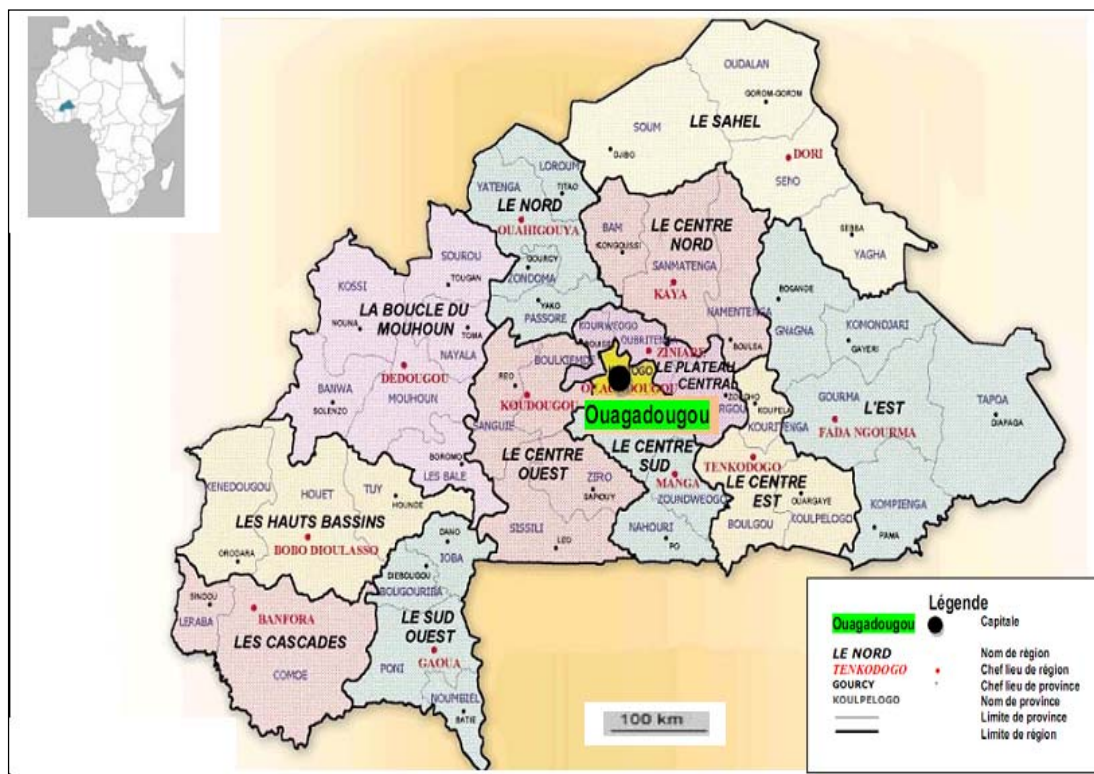 OUDALAN
GOROM-GOROM
LE SAHEL
SOUM
DJIBO
DORI
SENO
SEBBA
YAGHA
LOROUM
YATENGA
TITAO
LE NORD
OUAHIGOUYA
GOURCY
ZONDOMA
YAKO
PASSORE
LE CENTRE
NORD
BAM
KONGOUSSI
SANMATENGA
KAYA
NAMENTENGA
BOULSA
SOUROU
KOSSI
TOUGAN
LA BOUCLE DU
MOUHOUN
NOUNA
TOMA
NAYALA
DEDOUGOU
BANWA
MOUHOUN
SOLENZO
BOROMO
LES BALE
KOURWEOGO
OUBRITENGA
ZINIARE
LE PLATEAU
CENTRAL
BOULKIEMDE
REO
KOUDOUGOU
SANGUIE
LE CENTRE
OUEST
ZIRO
SAPOUY
SISSILI
LEO
Ouagadougou
LE CENTRE
SUD
MANGA
ZOUNDWEOGO
NAHOURI
PO
KOUPELA
KOURITENGA
TENKODOGO
LE CENTRE
EST
OUARGAYE
BOULGOU
KOULPELOGO
BOGANDE
GNAGNA
KOMONDJARI
GAYERI
GOURMA
L'EST
FADA NGOURMA
TAPOA
DIAPAGA
KOMPIENGA
PAMA
KENEDOUGOU
HOUET
TUY
HOUNDE
LES HAUTS BASSINS
BOBO DIOULASSO
ORODARA
SINDOU
LERABA
BANFORA
LES CASCADES
COMOE
DANO
IOBA
DIEBOUGOU
BOUGOURIBA
LE SUD
OUEST
GAOUA
PONI
NOUMBIEL
BATIE
100 km
Légende
Ouagadougou Capitale
LE NORD Nom de région
TENKODOGO Chef lieu de région
GOURCY Chef lieu de province
KOULPELOGO Nom de province
Limite de province
Limite de région